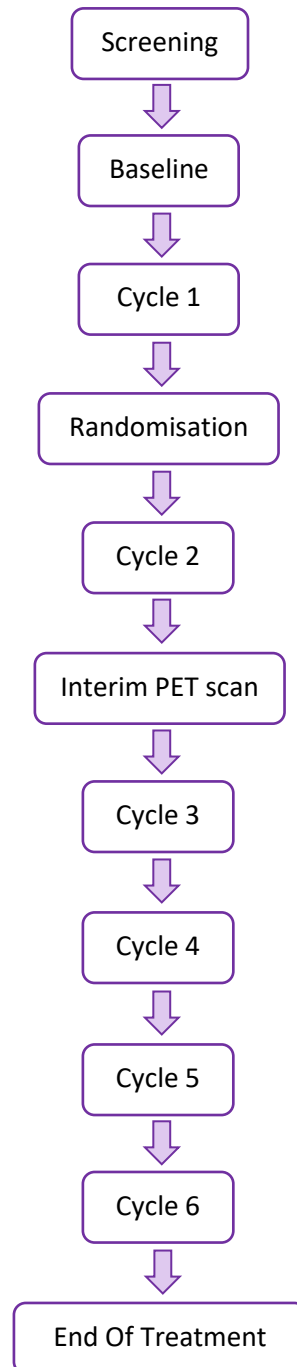 Screening
Baseline
Cycle 1
Randomisation
Cycle 2
Interim PET scan
Cycle 3
Cycle 4
Cycle 5
Cycle 6
End Of Treatment